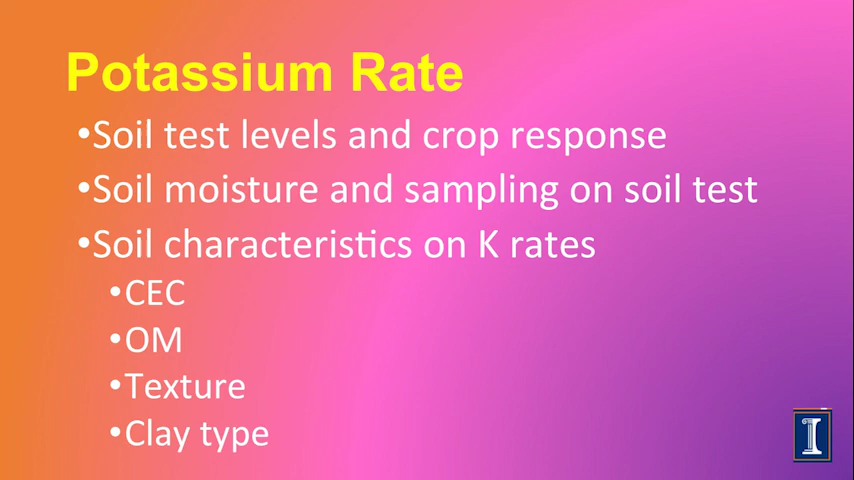 Potassium Rate
•Soil test levels and crop response
•Soil moisture and sampling on soil test
•Soil characteristics on K rates
•CEC
•OM
•Texture
•Clay type
I